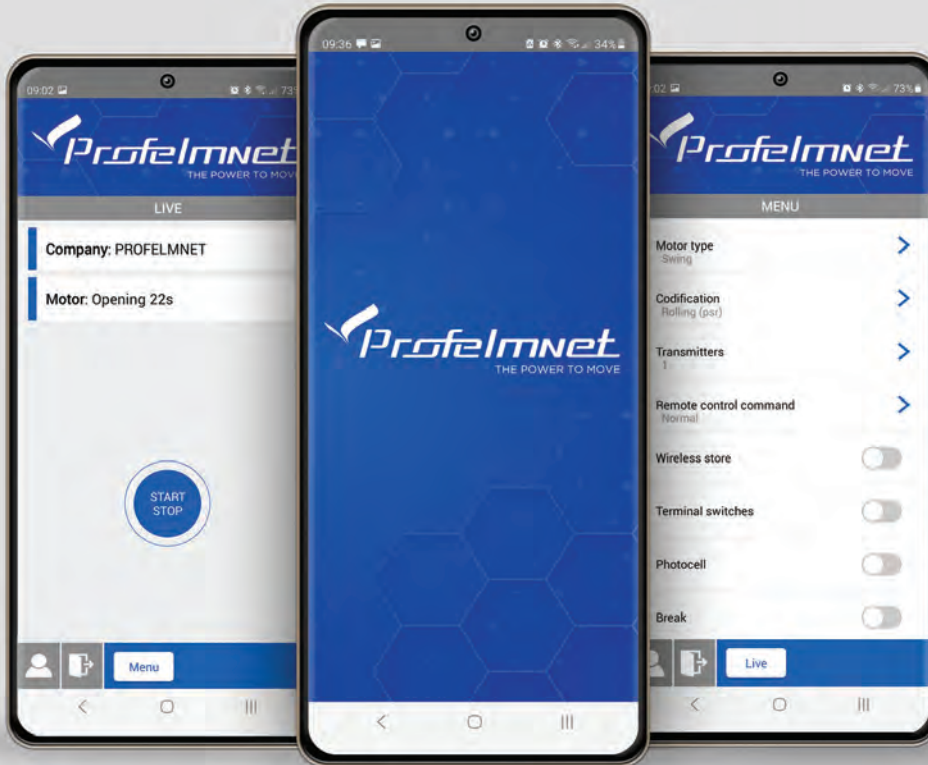 09:02
73%
Profelmnet
THE POWER TO MOVE
LIVE
Company: PROFELMNET
Motor: Opening 22s
START
STOP
Menu
09:36
34%
Profelmnet
THE POWER TO MOVE
:02
73%
Profelmnet
THE POWER TO MOVE
MENU
Motor type
Swing
Codification
Rolling (psr)
Transmitters
1
Remote control command
Normal
Wireless store
Terminal switches
Photocell
Break
Live